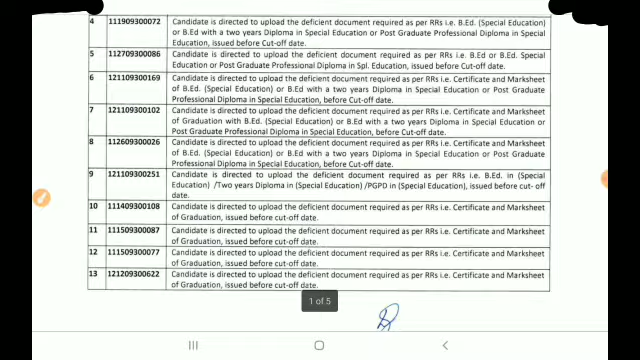 4 111909300072 Candidate is directed to upload the deficient document required as per RRs i.e. B.Ed. (Special Education)
or B.Ed with a two years Diploma in Special Education or Post Graduate Professional Diploma in Special
Education, issued before Cut-off date.
5 112709300086 Candidate is directed to upload the deficient document required as per RRs i.e. B.Ed or B.Ed. Special
Education or Post Graduate Professional Diploma in Spl. Education, issued before Cut-off date.
6 121109300169 Candidate is directed to upload the deficient document required as per RRs i.e. Certificate and Marksheet
of B.Ed. (Special Education) or B.Ed with a two years Diploma in Special Education or Post Graduate
Professional Diploma in Special Education, before Cut-off date.
7 121109300102 Candidate is directed to upload the deficient document required as per RRs i.e. Certificate and Marksheet
of Graduation with B.Ed. (Special Education) or B.Ed with a two years Diploma in Special Education or
Post Graduate Professional Diploma in Special Education, before Cut-off date.
8 112609300026 Candidate is directed to upload the deficient document required as per RRs i.e. Certificate and Marksheet
of B.Ed. (Special Education) or B.Ed with a two years Diploma in Special Education or Post Graduate
Professional Diploma in Special Education, before Cut-off date.
9 121109300251 Candidate is directed to upload the deficient document required as per RRs i.e. B.Ed. in (Special
Education) /Two years Diploma in (Special Education) /PGPD in (Special Education), issued before cut- off
date.
10 111409300108 Candidate is directed to upload the deficient document required as per RRs i.e. Certificate and Marksheet
of Graduation, issued before cut-off date.
11 111509300087 Candidate is directed to upload the deficient document required as per RRs i.e. Certificate and Marksheet
of Graduation, issued before cut-off date.
12 111509300077 Candidate is directed to upload the deficient document required as per RRs i.e. Certificate and Marksheet
of Graduation, issued before cut-off date.
13 121209300622 Candidate is directed to upload the deficient document required as per RRs i.e. Certificate and Marksheet
of Graduation, issued before cut-off date.
1 of 5